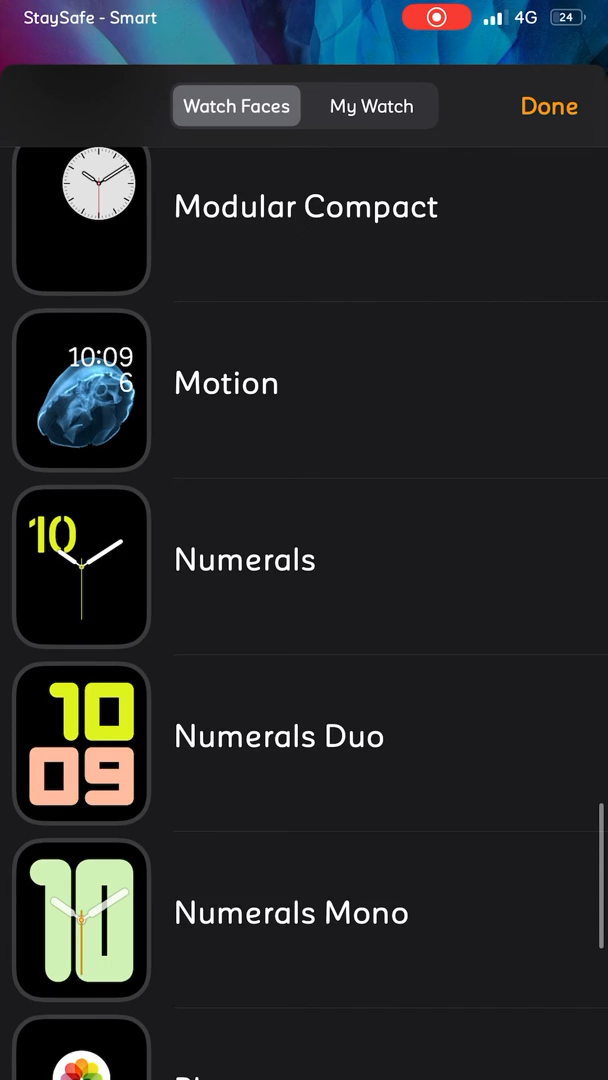 StaySafe - Smart
4G
24
Watch Faces
My Watch
Done
Modular Compact
10:09
6
Motion
10
Numerals
10
09
Numerals Duo
10
Numerals Mono